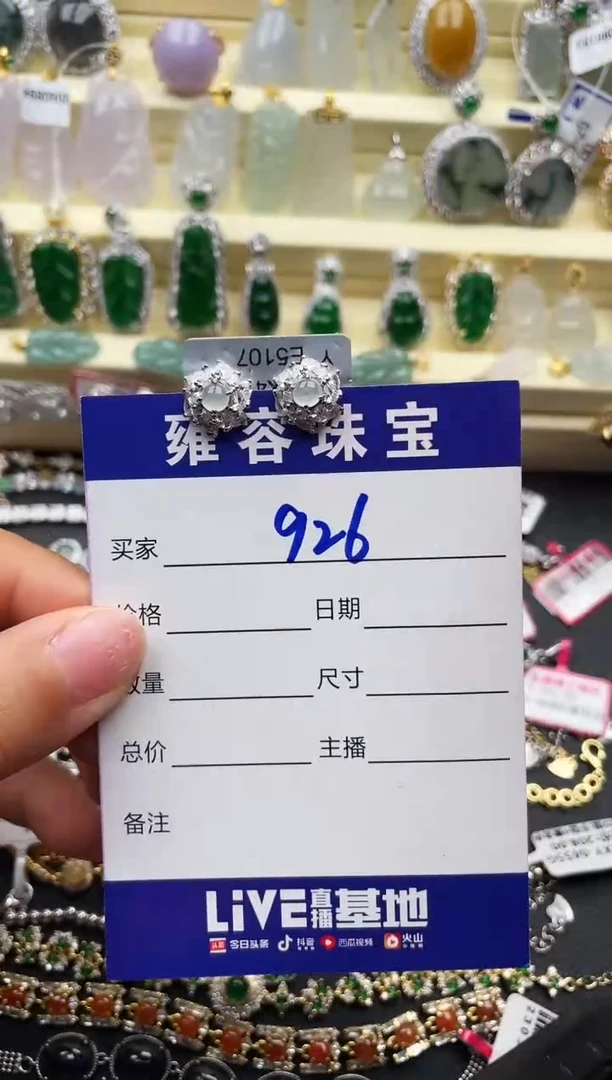 E5107
雍容珠宝
买家 926
价格 日期
数量 尺寸
总价 主播
备注
LiVE直播基地
头条 今日头条 抖音 西瓜视频 火山